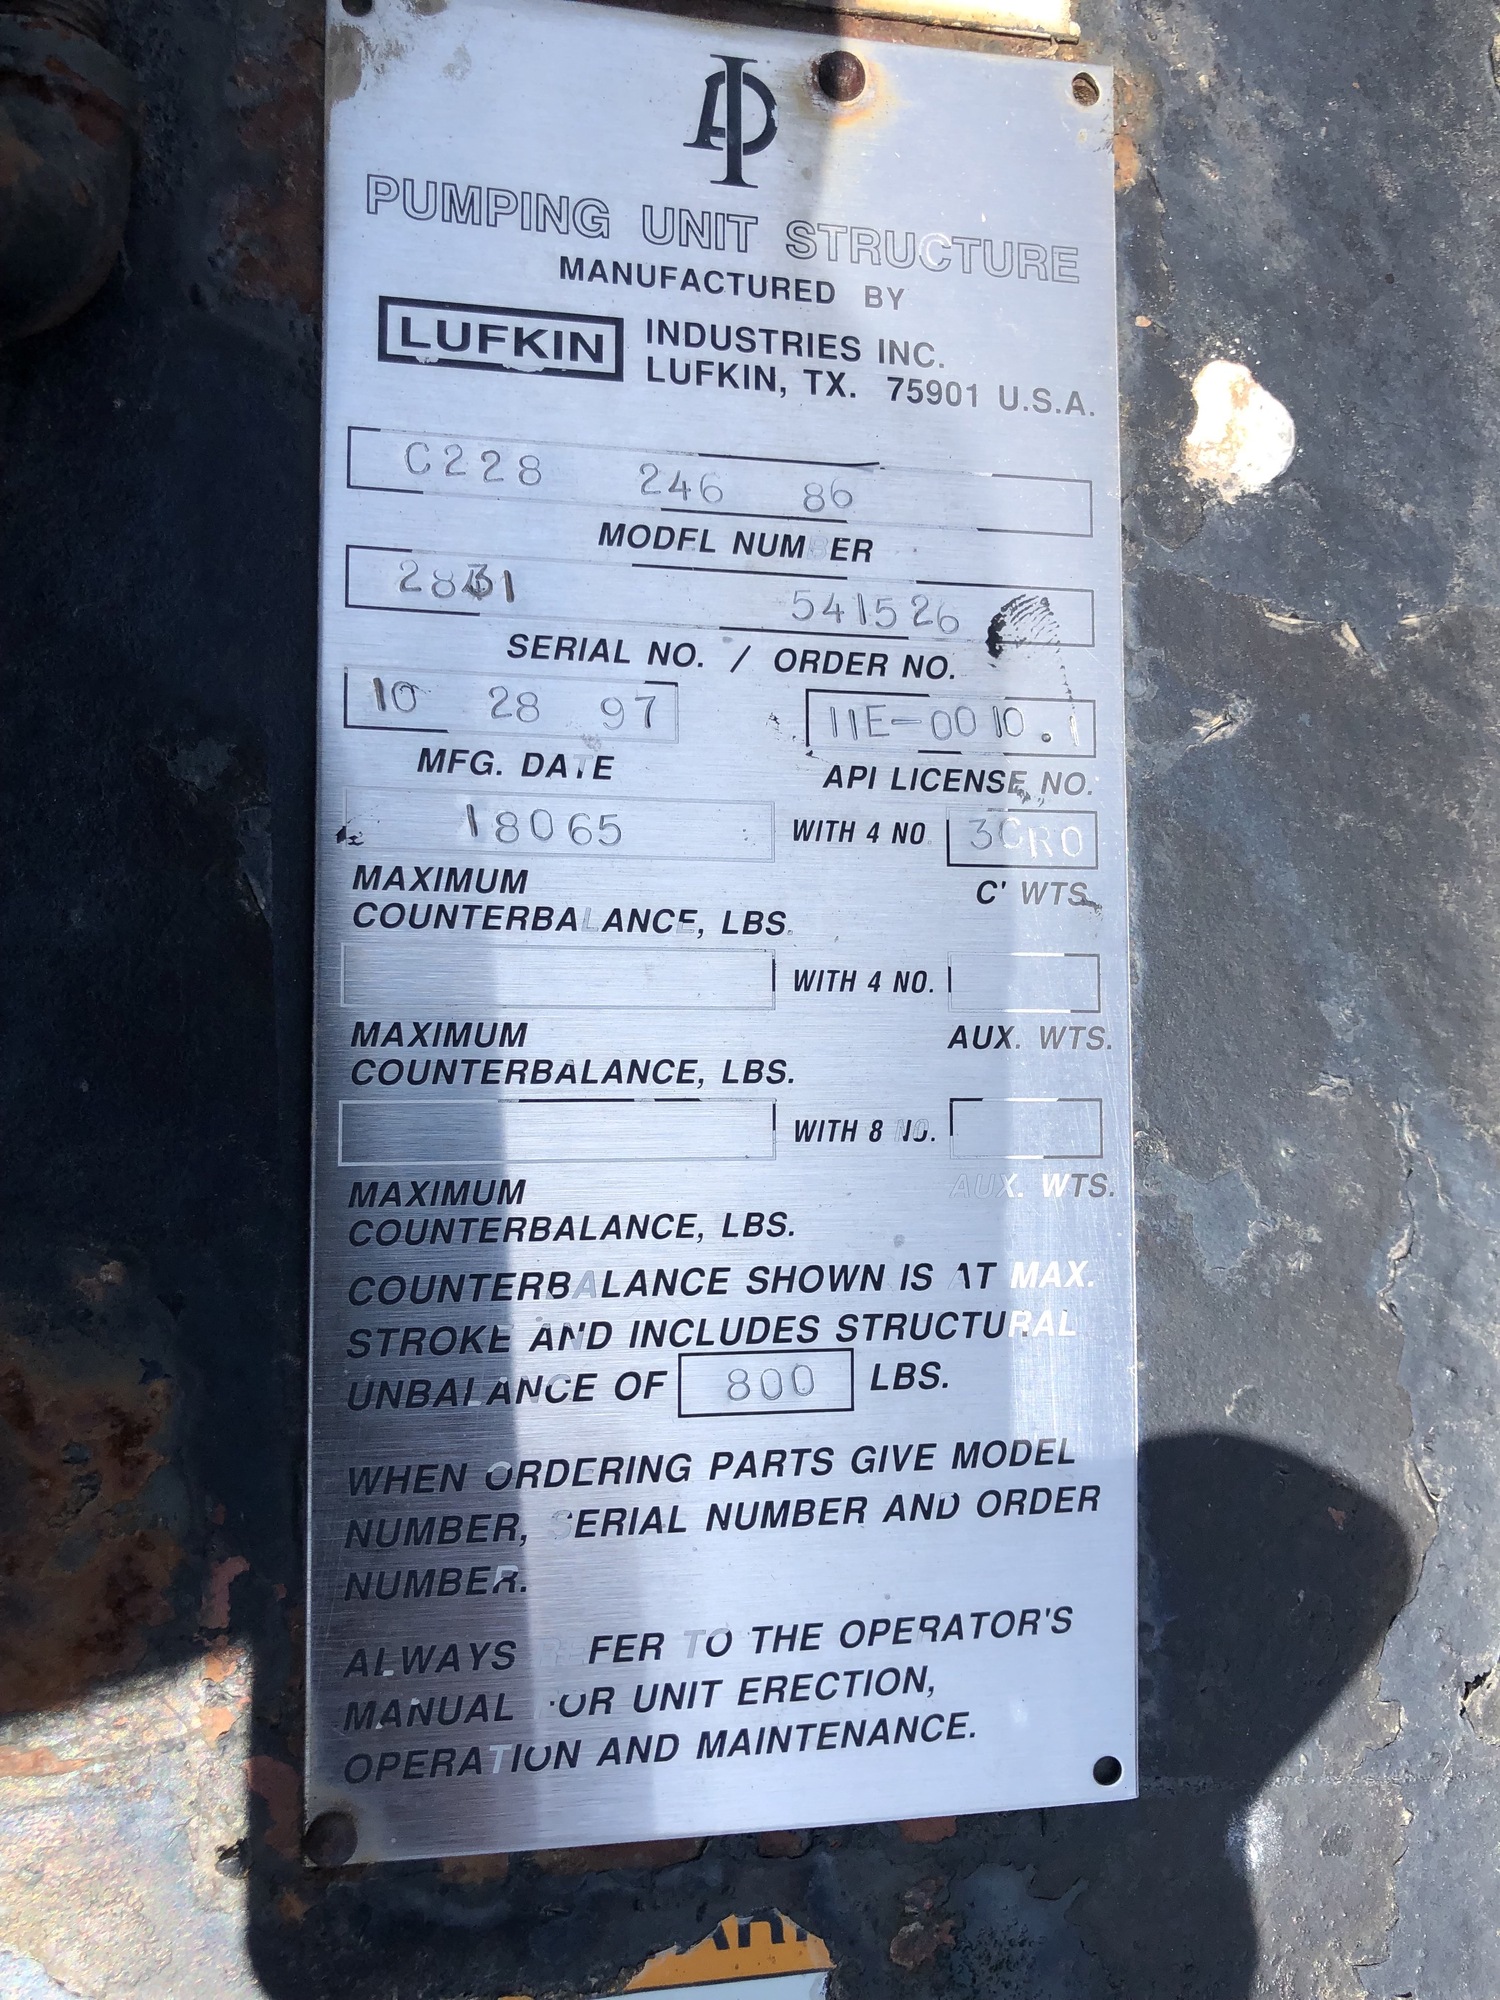 API
PUMPING UNIT STRUCTURE
MANUFACTURED BY
LUFKIN INDUSTRIES INC.
LUFKIN, TX. 75901 U.S.A.
C228 246 86
MODEL NUMBER
541526
SERIAL NO. / ORDER NO.
10 28 97 11E-0010.1
MFG. DATE API LICENSE NO.
18065 WITH 4 NO. 3CRO
MAXIMUM C' WTS.
COUNTERBALANCE, LBS.
WITH 4 NO.
MAXIMUM AUX. WTS.
COUNTERBALANCE, LBS.
WITH 8 NO.
MAXIMUM AUX. WTS.
COUNTERBALANCE, LBS.
COUNTERBALANCE SHOWN IS AT MAX.
STROKE AND INCLUDES STRUCTURAL
UNBALANCE OF 800 LBS.
WHEN ORDERING PARTS GIVE MODEL
NUMBER, SERIAL NUMBER AND ORDER
NUMBER.
ALWAYS REFER TO THE OPERATOR'S
MANUAL FOR UNIT ERECTION,
OPERATION AND MAINTENANCE.